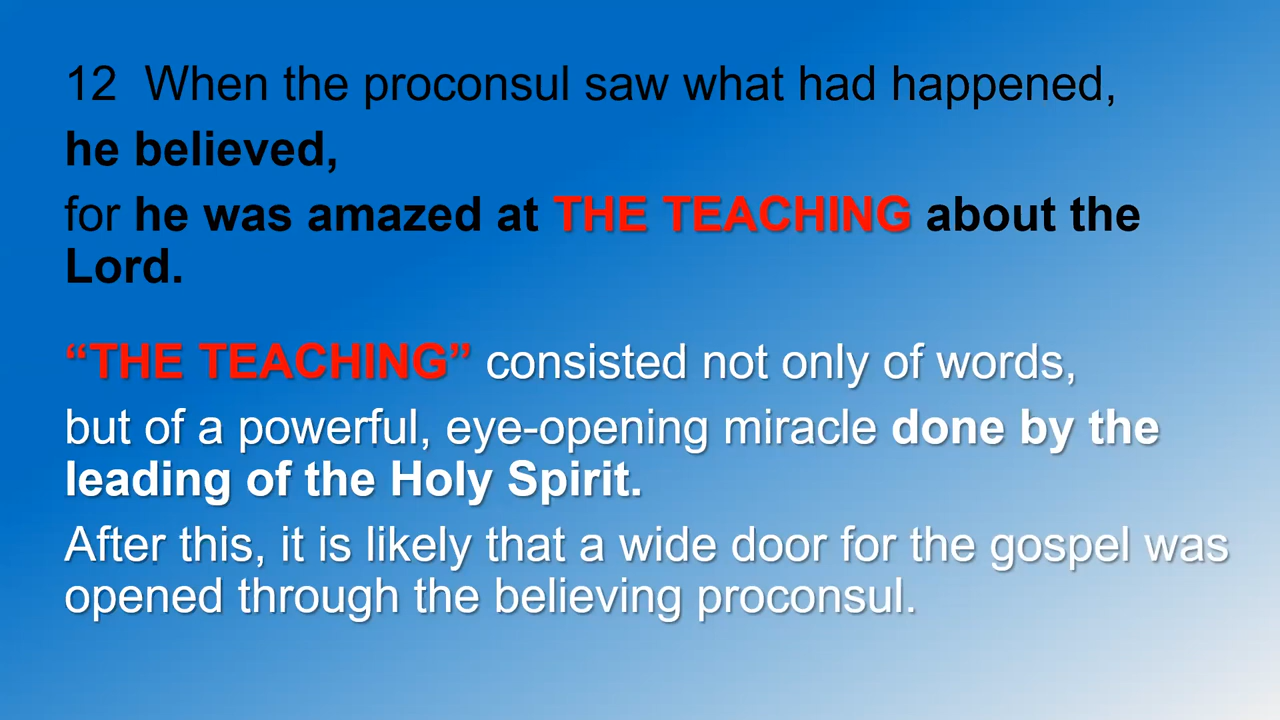 12  When the proconsul saw what had happened,
he believed,
for he was amazed at THE TEACHING about the
Lord.
“THE TEACHING” consisted not only of words,
but of a powerful, eye-opening miracle done by the
leading of the Holy Spirit.
After this, it is likely that a wide door for the gospel was
opened through the believing proconsul.